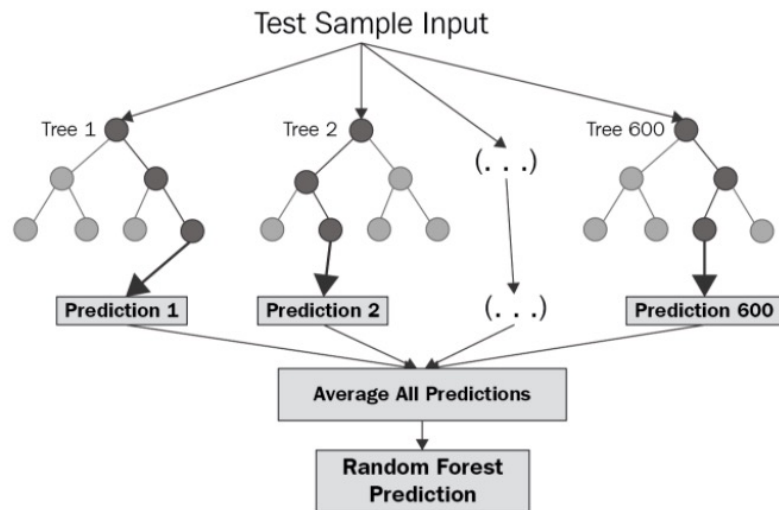 Test Sample Input
Tree 1
Tree 2
(. . .)
Tree 600
Prediction 1
Prediction 2
(. . .)
Prediction 600
Average All Predictions
Random Forest
Prediction